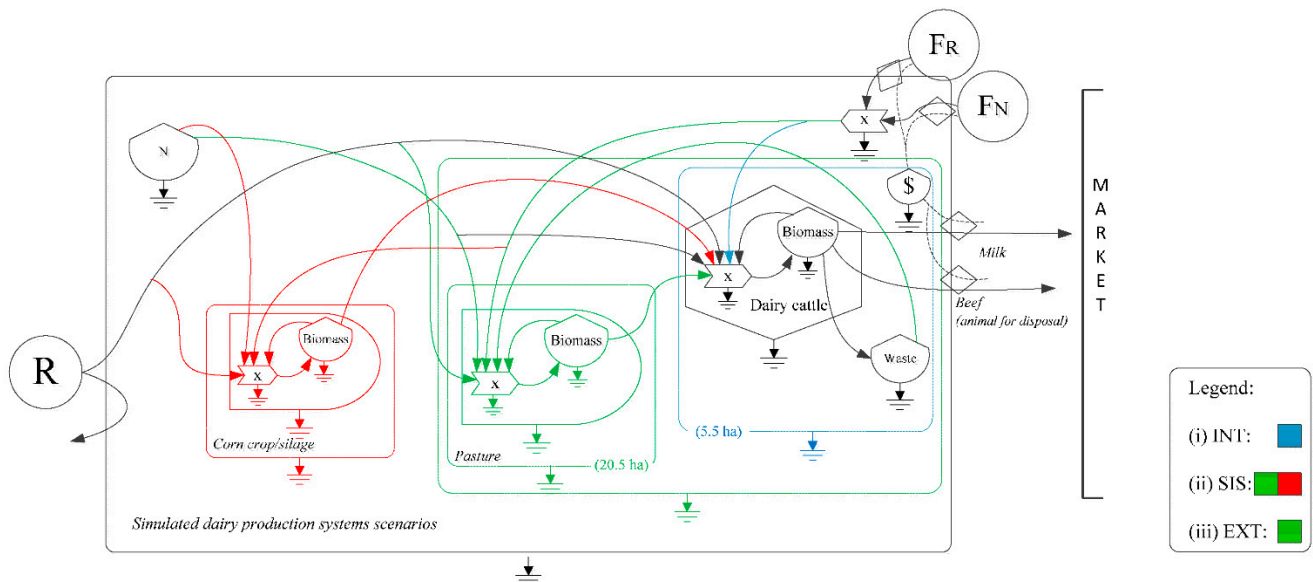 FR
FN
N
x
$
MARKET
Biomass
x
Milk
Dairy cattle
Beef
(animal for disposal)
Biomass
x
Biomass
x
Waste
R
(5.5 ha)
Corn crop/silage
Pasture
(20.5 ha)
Simulated dairy production systems scenarios
Legend:
(i) INT:
(ii) SIS:
(iii) EXT: